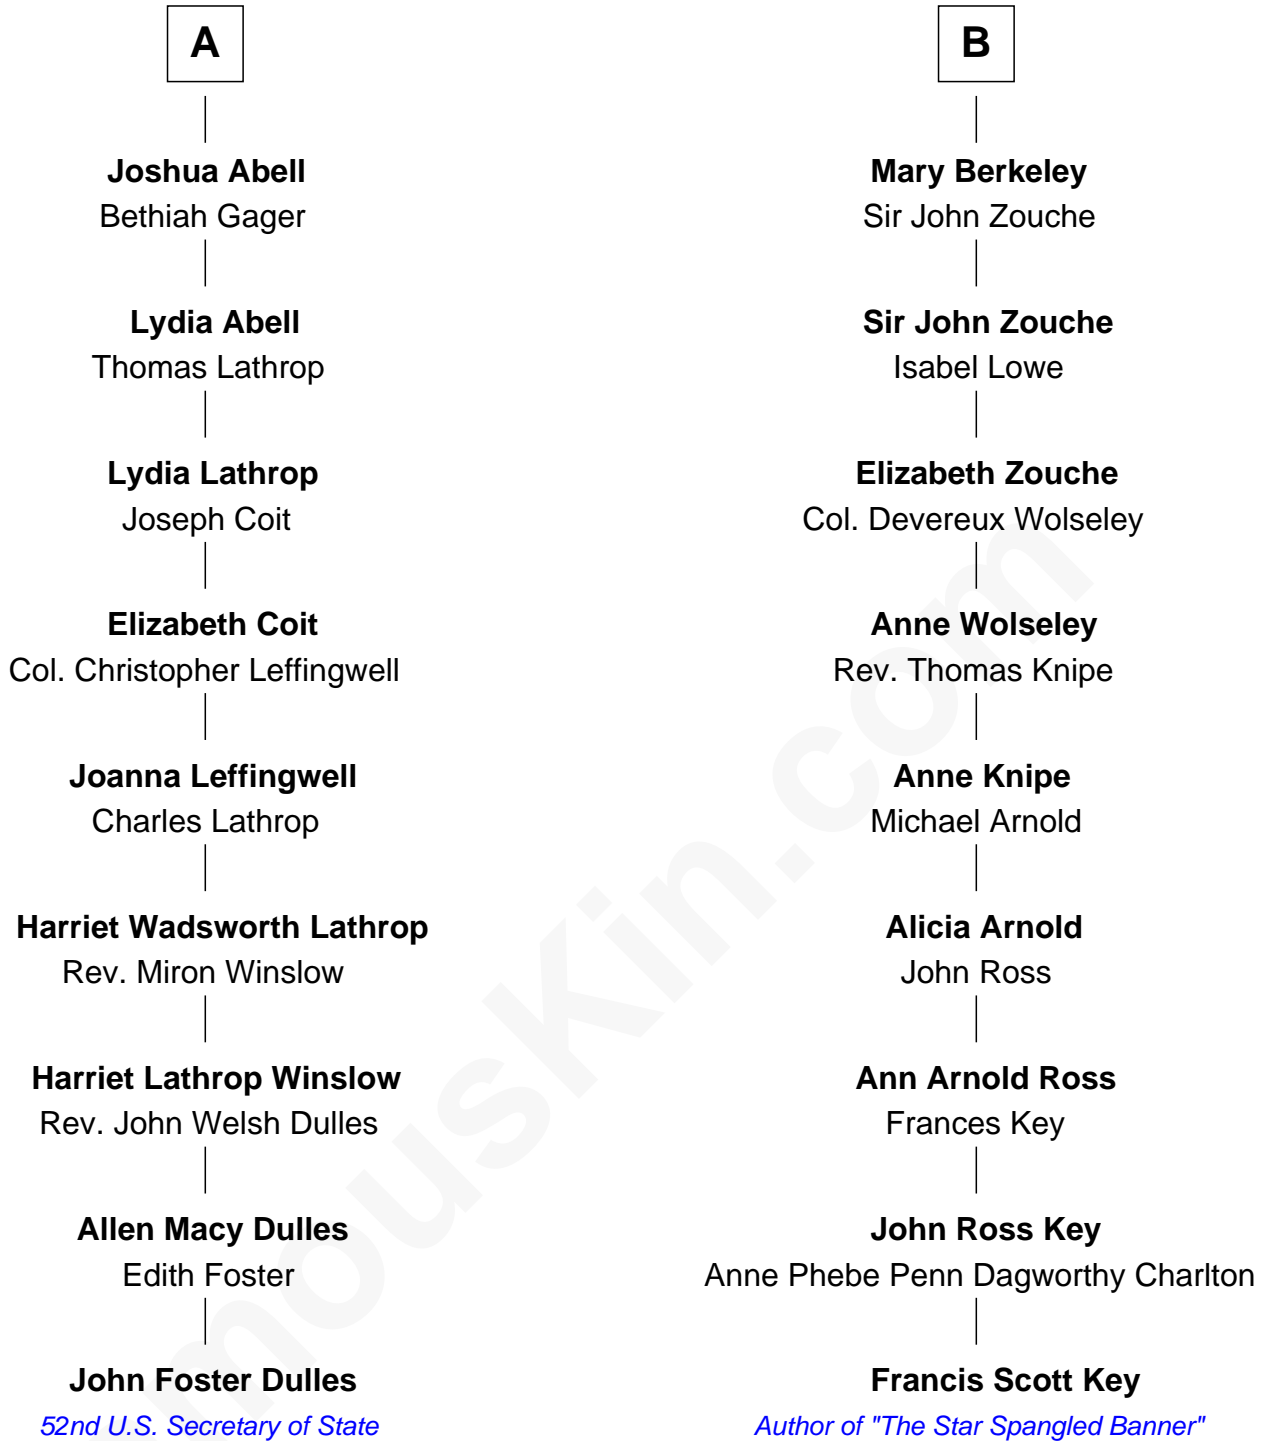 A
Joshua Abell
Bethiah Gager
Lydia Abell
Thomas Lathrop
Lydia Lathrop
Joseph Coit
Elizabeth Coit
Col. Christopher Leffingwell
Joanna Leffingwell
Charles Lathrop
Harriet Wadsworth Lathrop
Rev. Miron Winslow
Harriet Lathrop Winslow
Rev. John Welsh Dulles
Allen Macy Dulles
Edith Foster
John Foster Dulles
52nd U.S. Secretary of State
B
Mary Berkeley
Sir John Zouche
Sir John Zouche
Isabel Lowe
Elizabeth Zouche
Col. Devereux Wolseley
Anne Wolseley
Rev. Thomas Knipe
Anne Knipe
Michael Arnold
Alicia Arnold
John Ross
Ann Arnold Ross
Frances Key
John Ross Key
Anne Phebe Penn Dagworthy Charlton
Francis Scott Key
Author of "The Star Spangled Banner"
mousKin.com